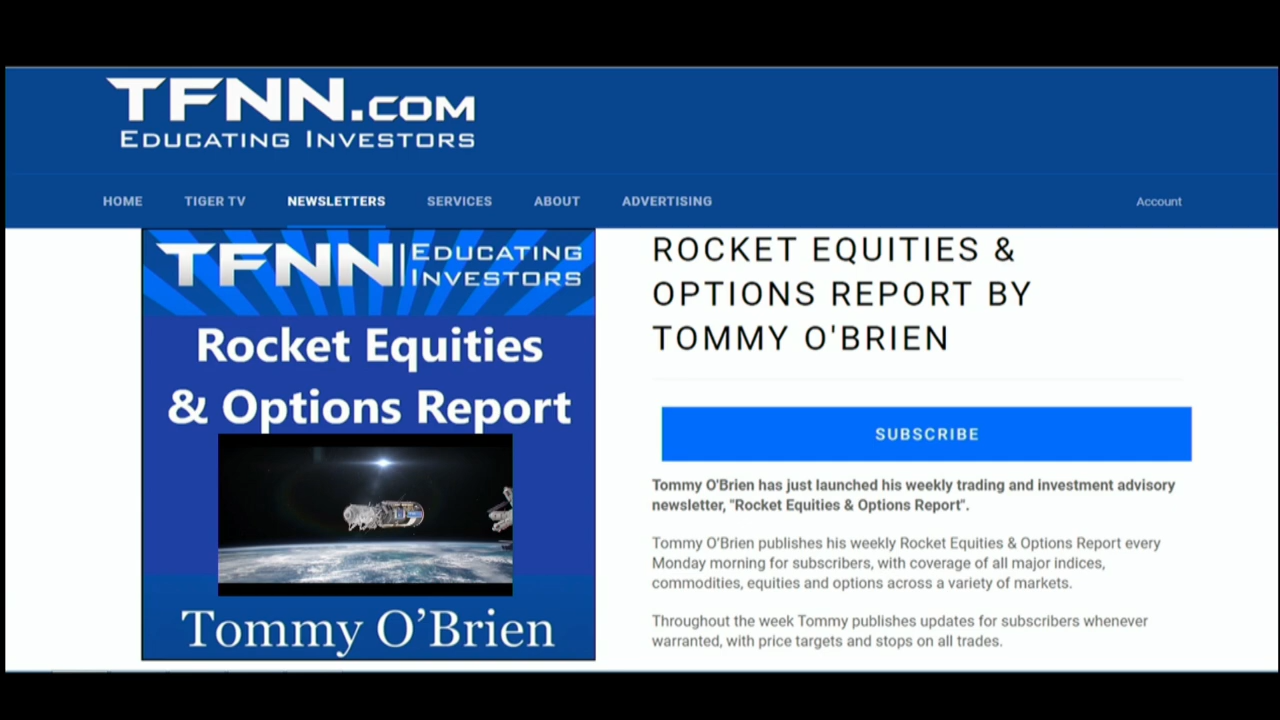 TFNN.COM
EDUCATING INVESTORS
HOME TIGER TV NEWSLETTERS SERVICES ABOUT ADVERTISING Account
TFNN EDUCATING
INVESTORS
Rocket Equities
& Options Report
Tommy O’Brien
ROCKET EQUITIES &
OPTIONS REPORT BY
TOMMY O'BRIEN
SUBSCRIBE
Tommy O'Brien has just launched his weekly trading and investment advisory
newsletter, "Rocket Equities & Options Report".
Tommy O’Brien publishes his weekly Rocket Equities & Options Report every
Monday morning for subscribers, with coverage of all major indices,
commodities, equities and options across a variety of markets.
Throughout the week Tommy publishes updates for subscribers whenever
warranted, with price targets and stops on all trades.